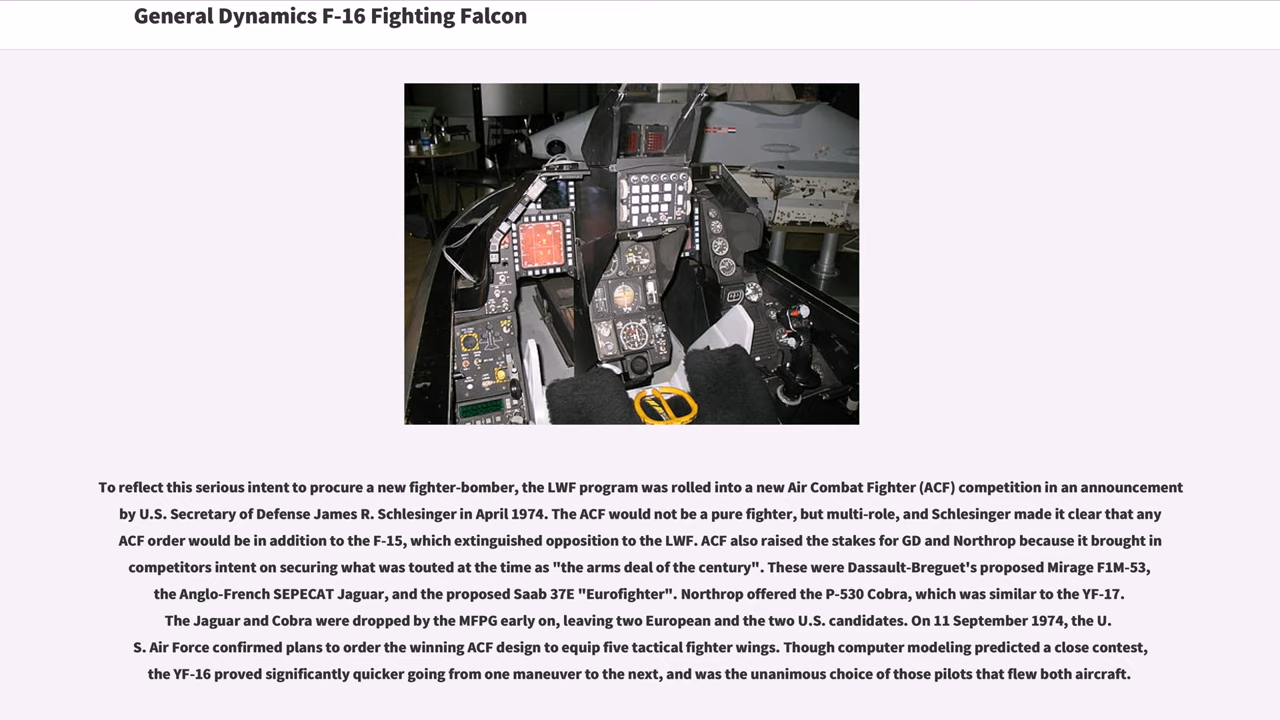 General Dynamics F-16 Fighting Falcon
To reflect this serious intent to procure a new fighter-bomber, the LWF program was rolled into a new Air Combat Fighter (ACF) competition in an announcement
by U.S. Secretary of Defense James R. Schlesinger in April 1974. The ACF would not be a pure fighter, but multi-role, and Schlesinger made it clear that any
ACF order would be in addition to the F-15, which extinguished opposition to the LWF. ACF also raised the stakes for GD and Northrop because it brought in
competitors intent on securing what was touted at the time as "the arms deal of the century". These were Dassault-Breguet's proposed Mirage F1M-53,
the Anglo-French SEPECAT Jaguar, and the proposed Saab 37E "Eurofighter". Northrop offered the P-530 Cobra, which was similar to the YF-17.
The Jaguar and Cobra were dropped by the MFPG early on, leaving two European and the two U.S. candidates. On 11 September 1974, the U.
S. Air Force confirmed plans to order the winning ACF design to equip five tactical fighter wings. Though computer modeling predicted a close contest,
the YF-16 proved significantly quicker going from one maneuver to the next, and was the unanimous choice of those pilots that flew both aircraft.